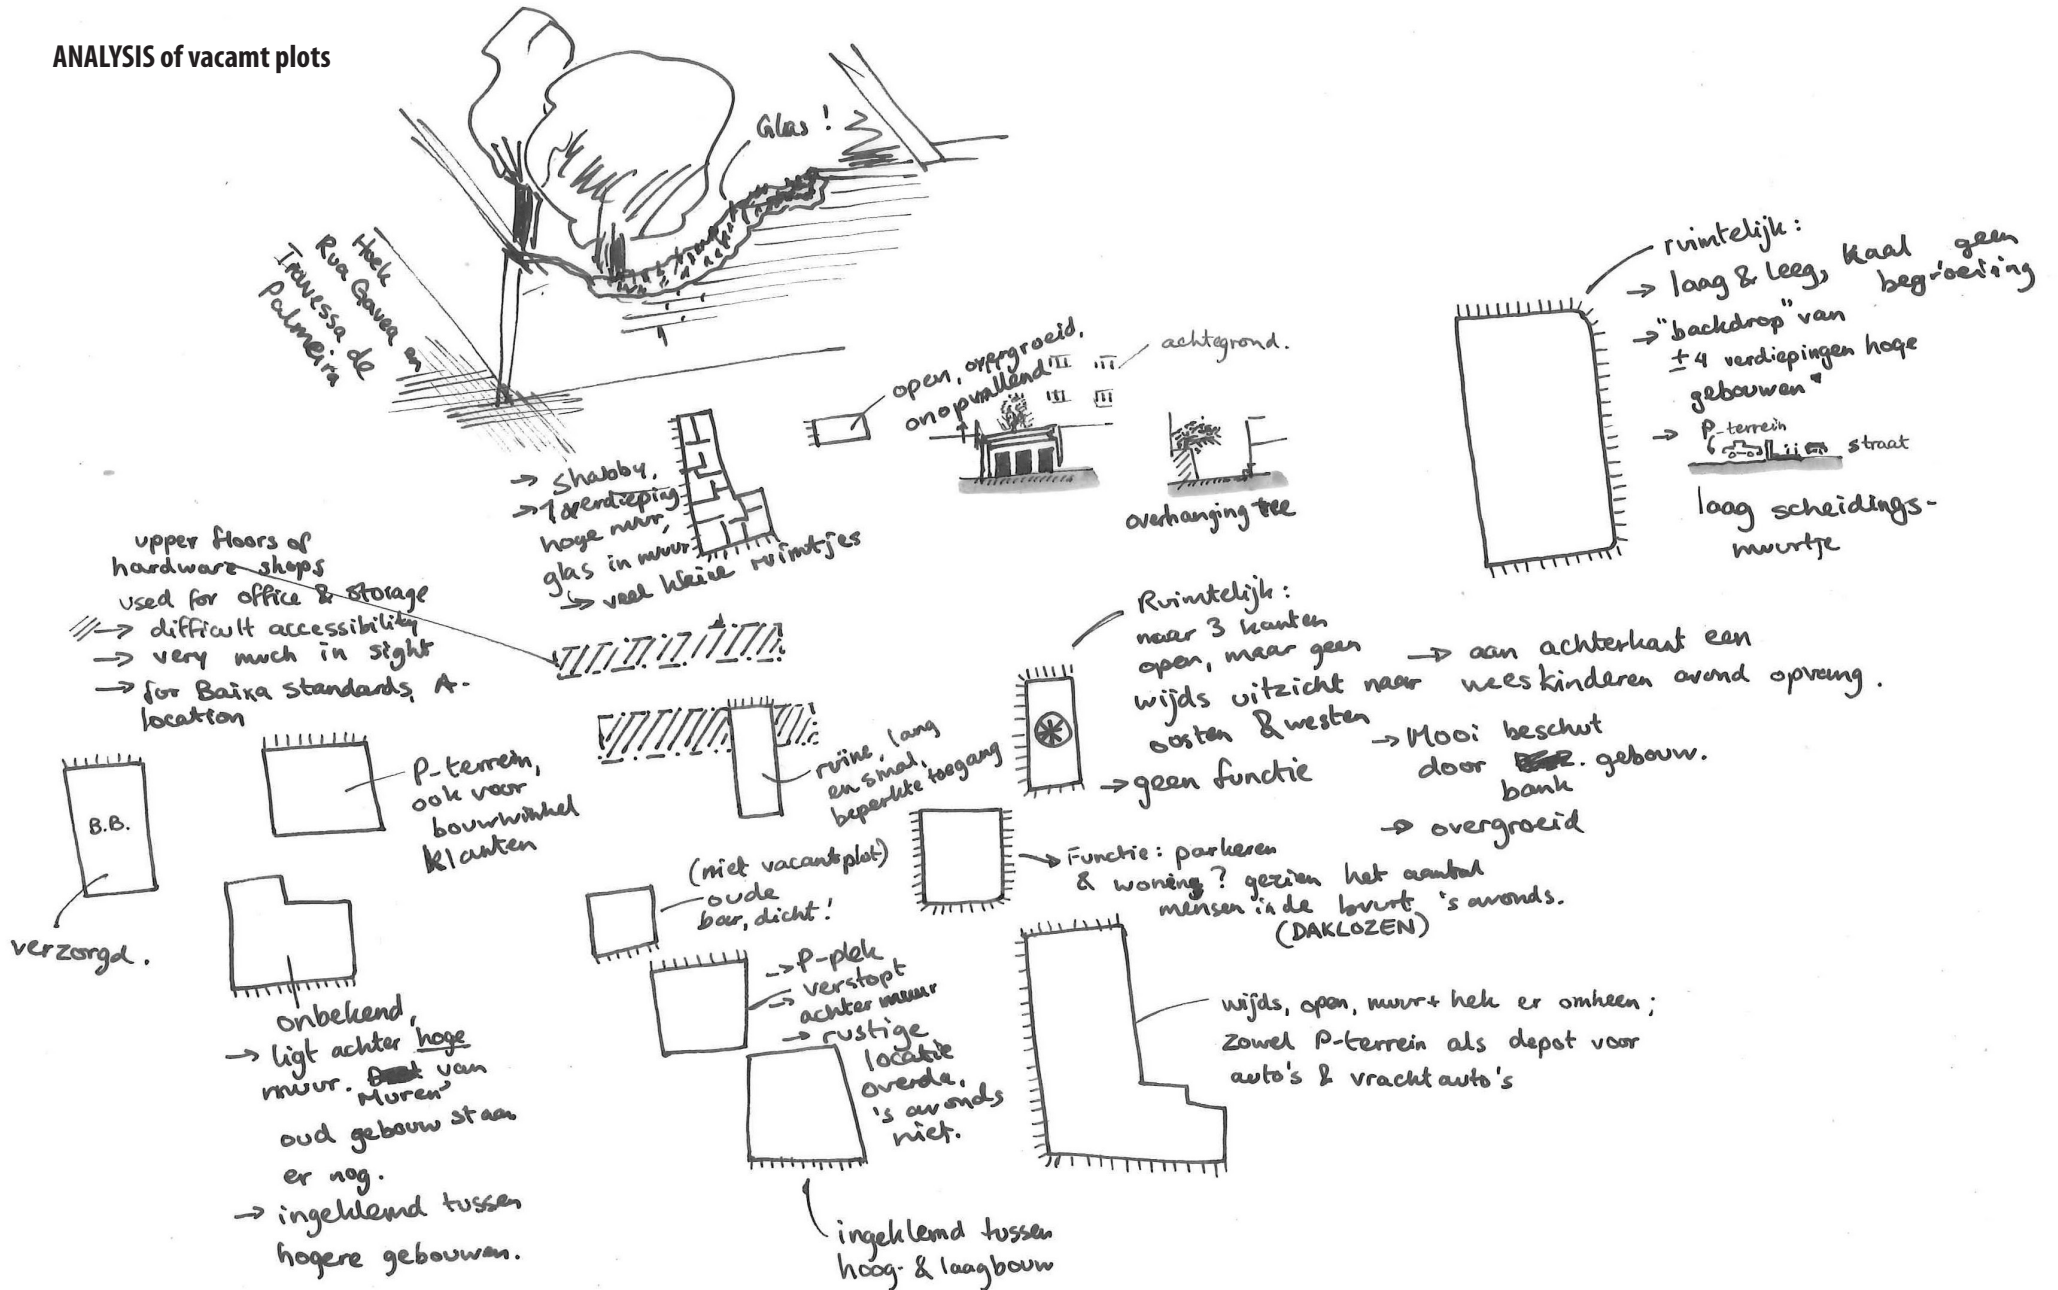 ANALYSIS of vacamt plots
Glas !
Hoek
Rua Gavea en
Travessa de
Palmeira
open, overgroeid,
onopvallend
achtegrond.
overhanging tree
ruimtelijk :
→ laag & leeg, kaal geen
begroeiing
→ "backdrop" van
± 4 verdiepingen hoge
gebouwen"
→ P-terrein
straat
laag scheidings-
muurtje
→ shabby,
→ 1 verdieping
hoge muur,
glas in muur
→ veel kleine ruimtjes
upper floors of
hardware shops
used for office & storage
→ difficult accessibility
→ very much in sight
→ for Baixa standards, A-
location
B.B.
verzorgd.
P-terrein,
ook voor
bouwwinkel
klanten
onbekend,
→ ligt achter hoge
muur. Muren van
oud gebouw staan
er nog.
→ ingeklemd tussen
hogere gebouwen.
ruïne, lang
en smal,
beperkte toegang
(niet vacant plot)
oude
bar, dicht!
→ P-plek
→ verstopt
achter muur
→ rustige
locatie
overda,
's avonds
niet.
ingeklemd tussen
hoog- & laagbouw
Ruimtelijk :
naar 3 kanten
open, maar geen
wijds uitzicht naar
oosten & westen
→ geen functie
→ aan achterkant een
weeskinderen avond opvang.
→ Mooi beschut
door bank gebouw.
→ overgroeid
→ Functie : parkeren
& woning ? gezien het aantal
mensen in de buurt 's avonds.
(DAKLOZEN)
wijds, open, muur + hek er omheen ;
zowel P-terrein als depot voor
auto's & vrachtauto's